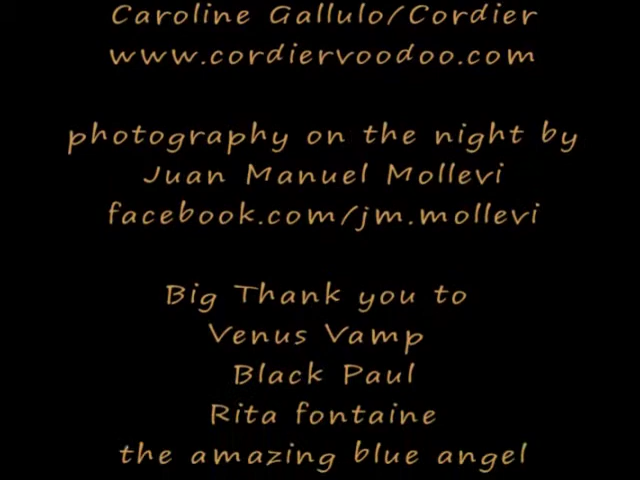 Caroline Gallulo/Cordier
www.cordiervoodoo.com
photography on the night by
Juan Manuel Mollevi
facebook.com/jm.mollevi
Big Thank you to
Venus Vamp
Black Paul
Rita fontaine
the amazing blue angel